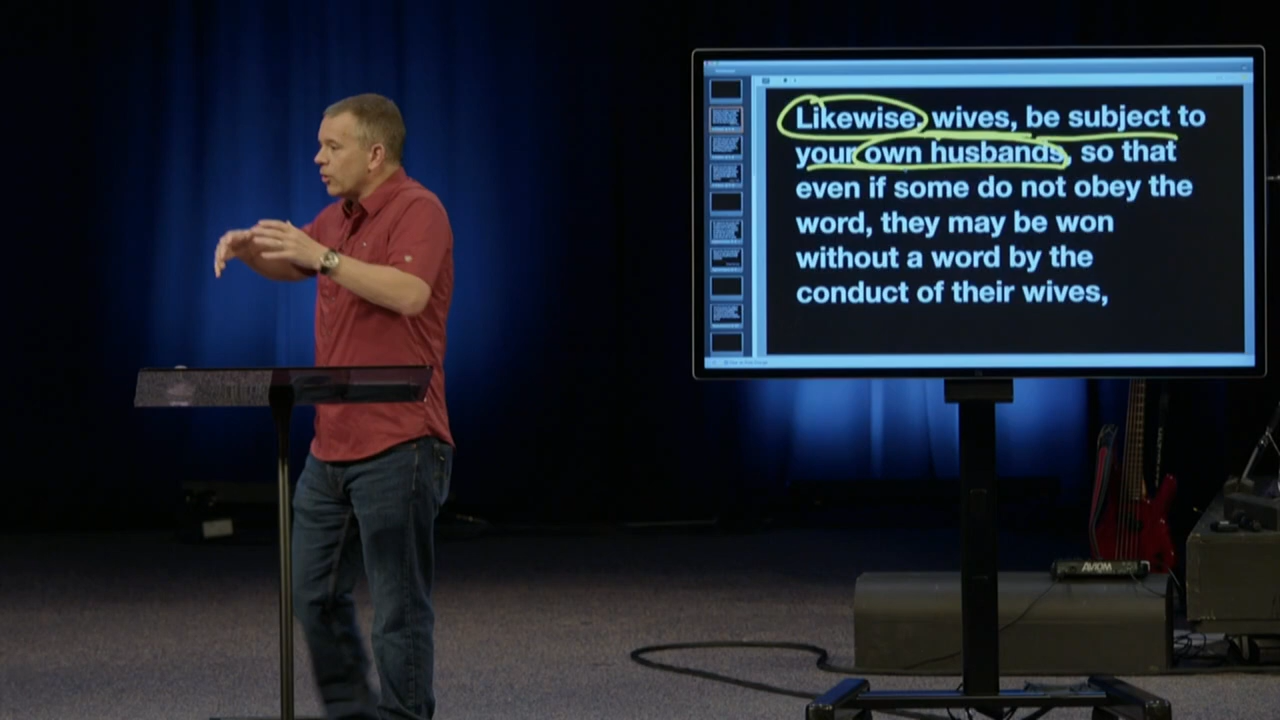 Likewise, wives, be subject to
your own husbands, so that
even if some do not obey the
word, they may be won
without a word by the
conduct of their wives,
AVIOM